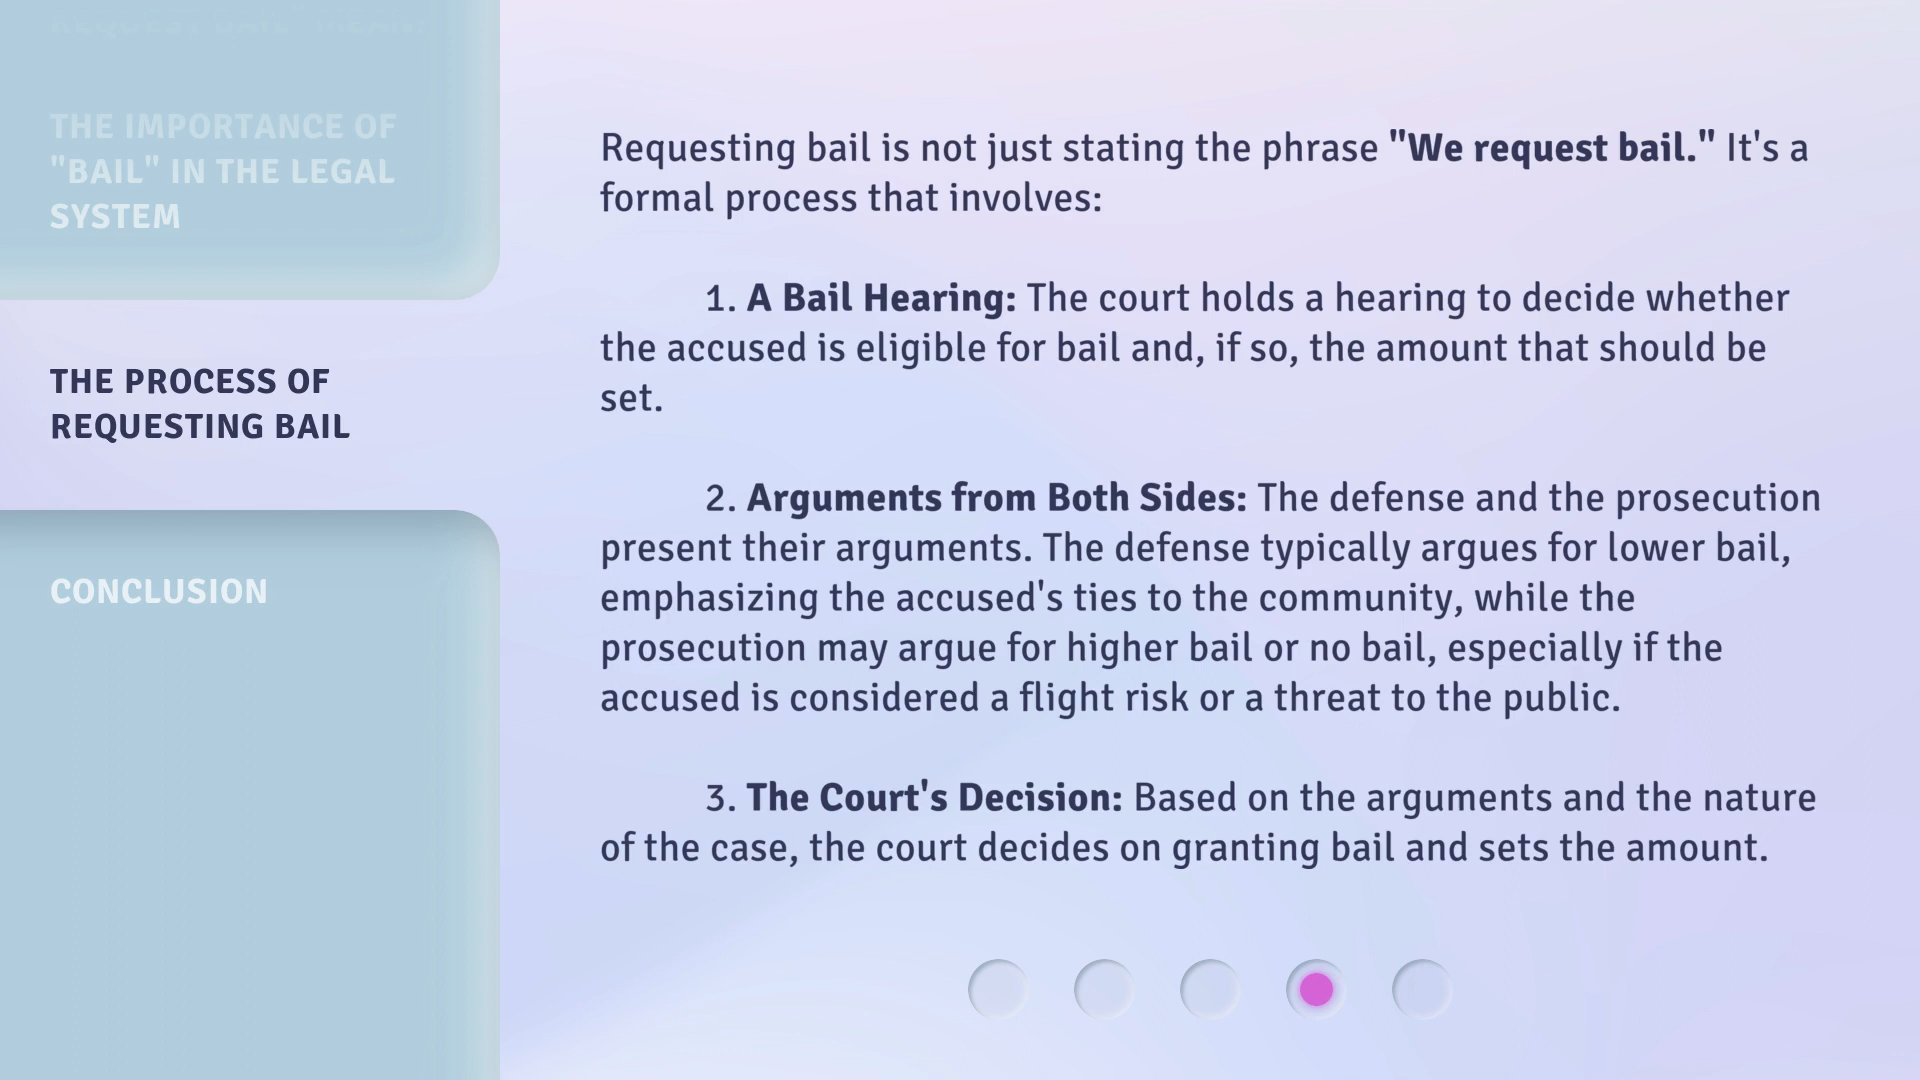 THE IMPORTANCE OF
"BAIL" IN THE LEGAL
SYSTEM
THE PROCESS OF
REQUESTING BAIL
CONCLUSION
Requesting bail is not just stating the phrase "We request bail." It's a
formal process that involves:
1. A Bail Hearing: The court holds a hearing to decide whether
the accused is eligible for bail and, if so, the amount that should be
set.
2. Arguments from Both Sides: The defense and the prosecution
present their arguments. The defense typically argues for lower bail,
emphasizing the accused's ties to the community, while the
prosecution may argue for higher bail or no bail, especially if the
accused is considered a flight risk or a threat to the public.
3. The Court's Decision: Based on the arguments and the nature
of the case, the court decides on granting bail and sets the amount.